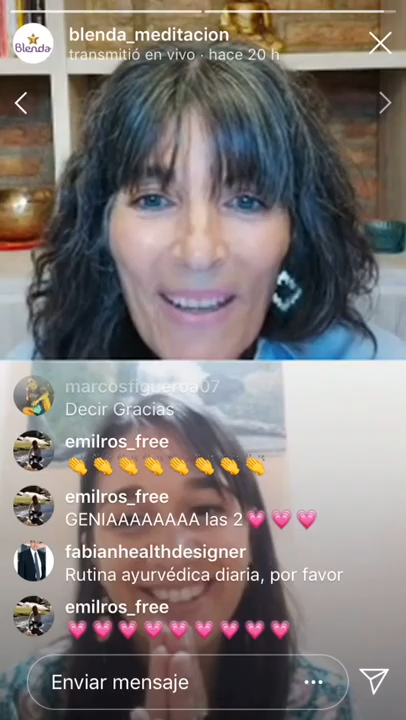 Blenda
blenda_meditacion
transmitió en vivo · hace 20 h
marcosfigueroa07
Decir Gracias
emilros_free
👏👏👏👏👏👏👏👏
emilros_free
GENIAAAAAAAA las 2💗💗💗
fabianhealthdesigner
Rutina ayurvédica diaria, por favor
emilros_free
💗💗💗💗💗💗💗💗💗
Enviar mensaje